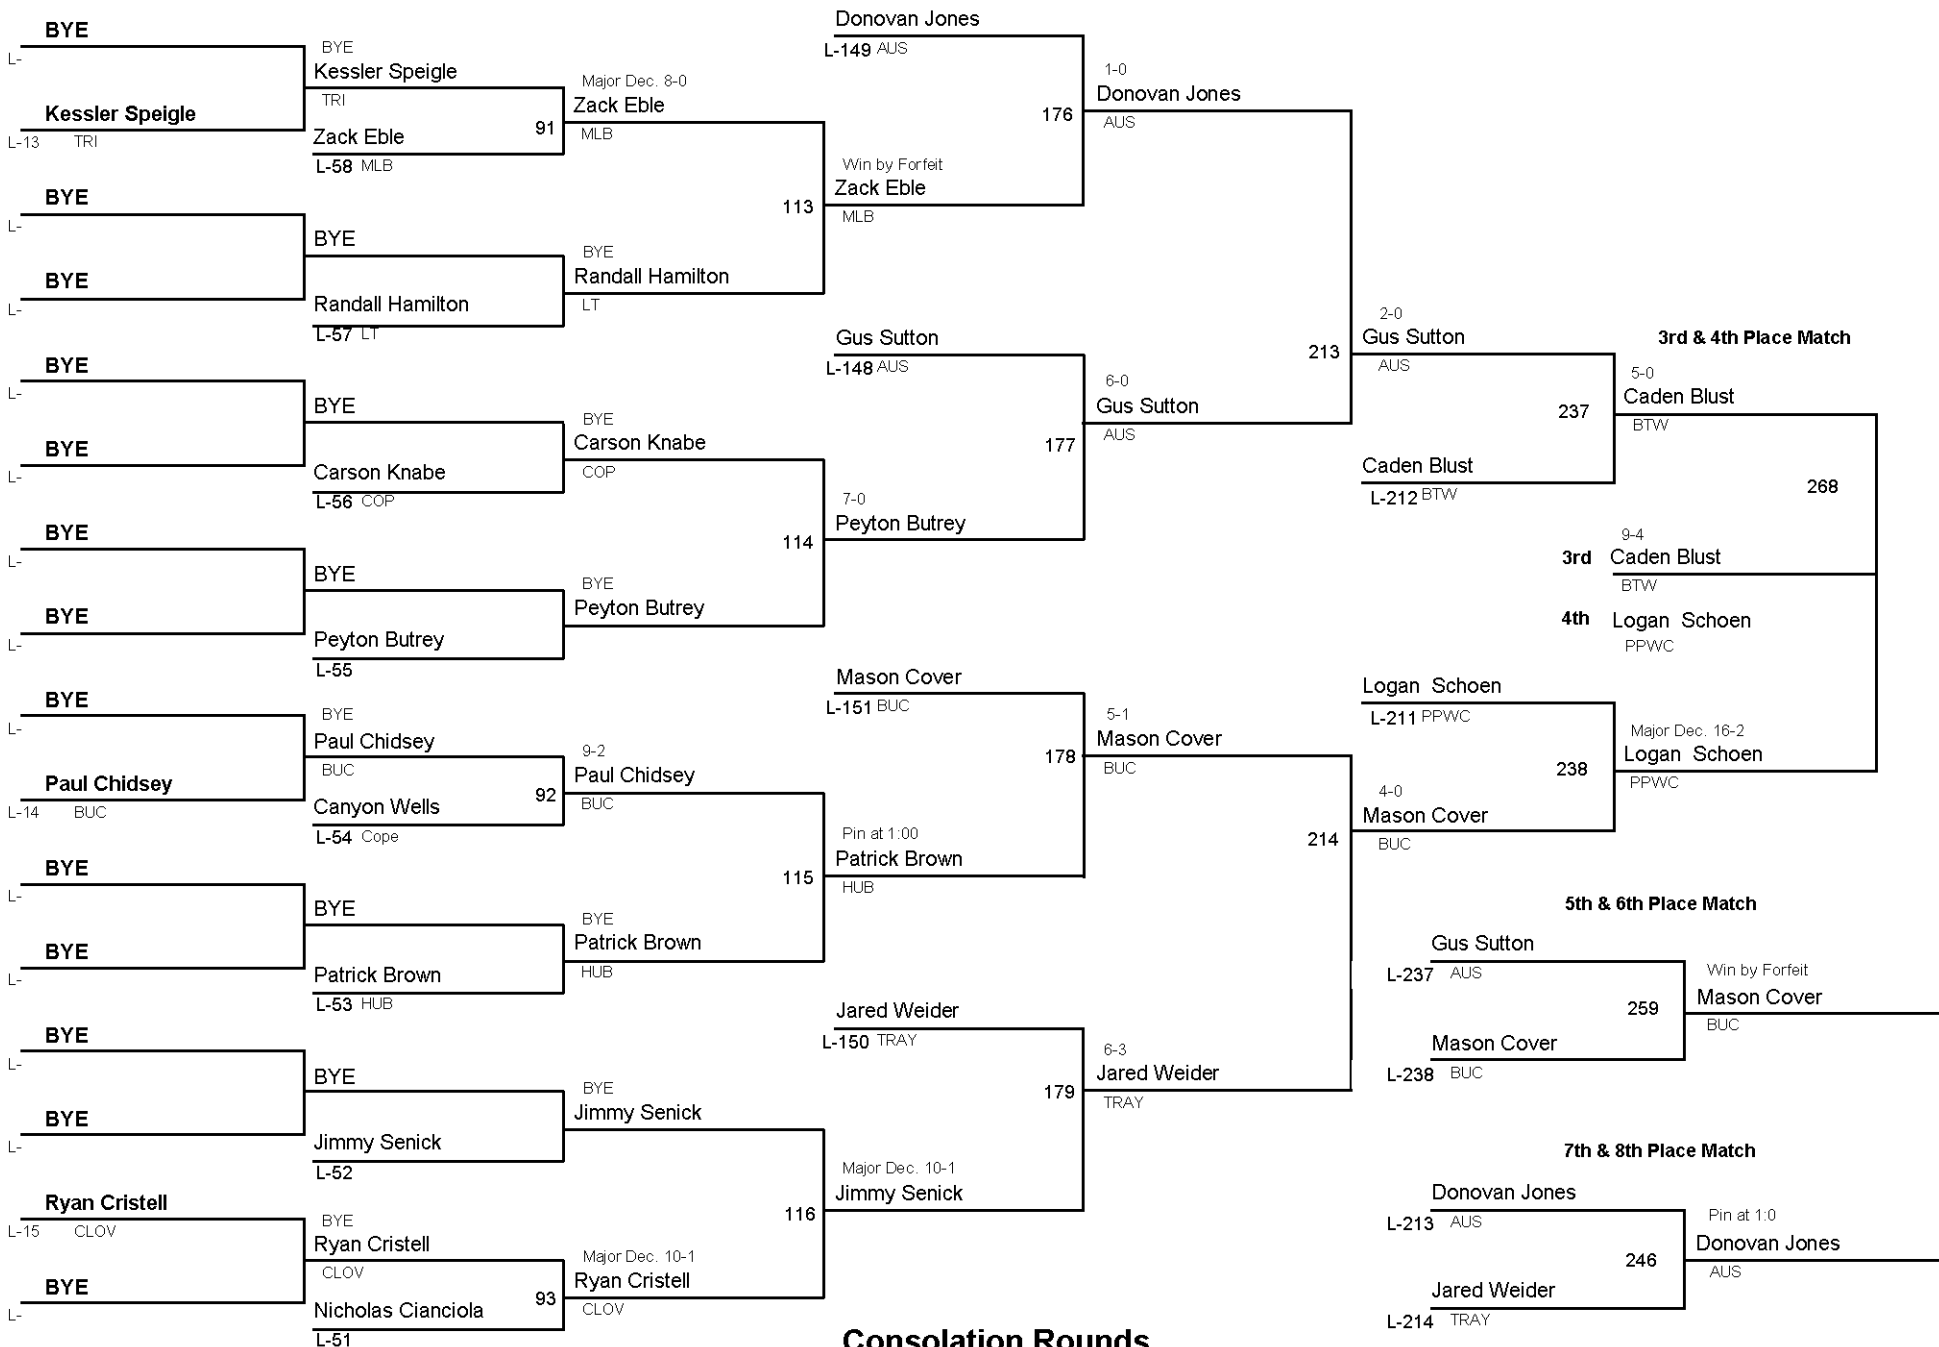 BYE
L-
Kessler Speigle
L-13 TRI
BYE
L-
BYE
L-
BYE
L-
BYE
L-
BYE
L-
BYE
L-
BYE
L-
Paul Chidsey
L-14 BUC
BYE
L-
BYE
L-
BYE
L-
BYE
L-
Ryan Cristell
L-15 CLOV
BYE
L-
BYE
Kessler Speigle
TRI
91
Zack Eble
L-58 MLB
BYE
Randall Hamilton
L-57 LT
BYE
Carson Knabe
L-56 COP
BYE
Peyton Butrey
L-55
BYE
Paul Chidsey
BUC
92
Canyon Wells
L-54 Cope
BYE
Patrick Brown
L-53 HUB
BYE
Jimmy Senick
L-52
BYE
Ryan Cristell
CLOV
93
Nicholas Cianciola
L-51
Major Dec. 8-0
Zack Eble
MLB
113
BYE
Randall Hamilton
LT
BYE
Carson Knabe
COP
114
BYE
Peyton Butrey
9-2
Paul Chidsey
BUC
115
BYE
Patrick Brown
HUB
BYE
Jimmy Senick
116
Major Dec. 10-1
Ryan Cristell
CLOV
Donovan Jones
L-149 AUS
176
Win by Forfeit
Zack Eble
MLB
Gus Sutton
L-148 AUS
177
7-0
Peyton Butrey
Mason Cover
L-151 BUC
178
Pin at 1:00
Patrick Brown
HUB
Jared Weider
L-150 TRAY
179
Major Dec. 10-1
Jimmy Senick
1-0
Donovan Jones
AUS
213
6-0
Gus Sutton
AUS
5-1
Mason Cover
BUC
214
6-3
Jared Weider
TRAY
2-0
Gus Sutton
AUS
237
Caden Blust
L-212 BTW
Logan Schoen
L-211 PPWC
238
4-0
Mason Cover
BUC
3rd & 4th Place Match
5-0
Caden Blust
BTW
268
9-4
3rd Caden Blust
BTW
4th Logan Schoen
PPWC
Major Dec. 16-2
Logan Schoen
PPWC
5th & 6th Place Match
Gus Sutton
L-237 AUS
259
Mason Cover
L-238 BUC
Win by Forfeit
Mason Cover
BUC
7th & 8th Place Match
Donovan Jones
L-213 AUS
246
Jared Weider
L-214 TRAY
Pin at 1:0
Donovan Jones
AUS
Consolation Rounds